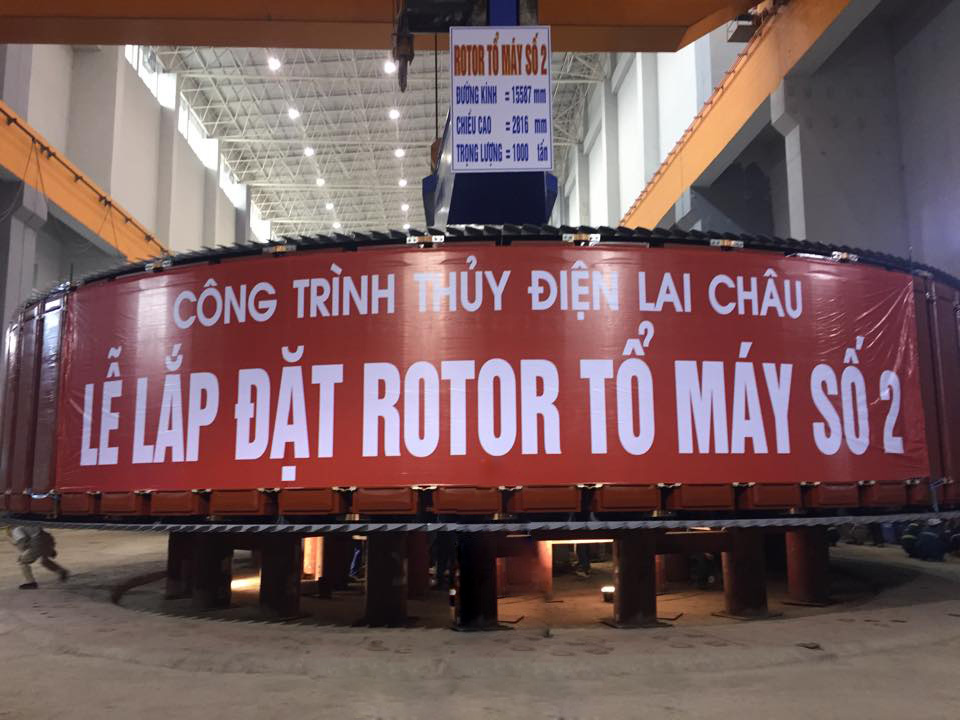 ROTOR TỔ MÁY SỐ 2
ĐƯỜNG KÍNH = 15587 mm
CHIỀU CAO = 2816 mm
TRỌNG LƯỢNG = 1000 tấn
CÔNG TRÌNH THỦY ĐIỆN LAI CHÂU
LỄ LẮP ĐẶT ROTOR TỔ MÁY SỐ 2